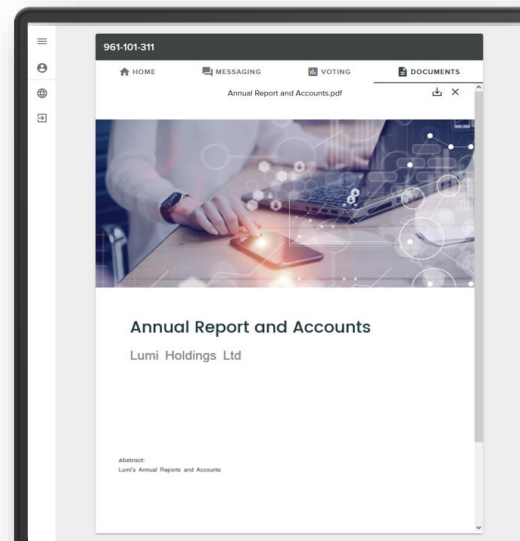 961-101-311
HOME MESSAGING VOTING DOCUMENTS
Annual Report and Accounts.pdf
Annual Report and Accounts
Lumi Holdings Ltd
Abstract:
Lumi's Annual Reports and Accounts